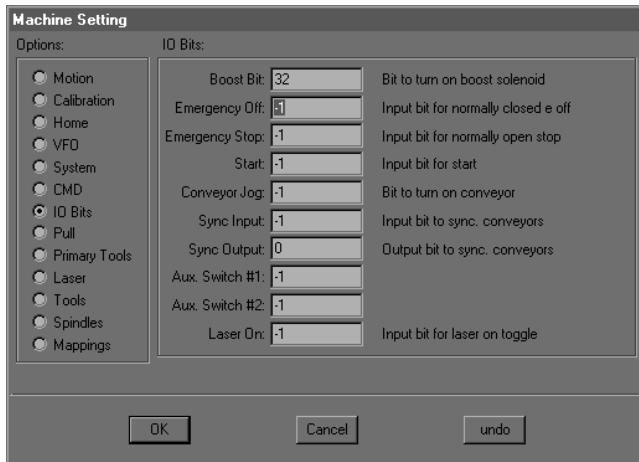 Machine Setting
Options:
Motion
Calibration
Home
VFO
System
CMD
IO Bits
Pull
Primary Tools
Laser
Tools
Spindles
Mappings
IO Bits:
Boost Bit: 32 Bit to turn on boost solenoid
Emergency Off: -1 Input bit for normally closed e off
Emergency Stop: -1 Input bit for normally open stop
Start: -1 Input bit for start
Conveyor Jog: -1 Bit to turn on conveyor
Sync Input: -1 Input bit to sync. conveyors
Sync Output: 0 Output bit to sync. conveyors
Aux. Switch #1: -1
Aux. Switch #2: -1
Laser On: -1 Input bit for laser on toggle
OK Cancel undo